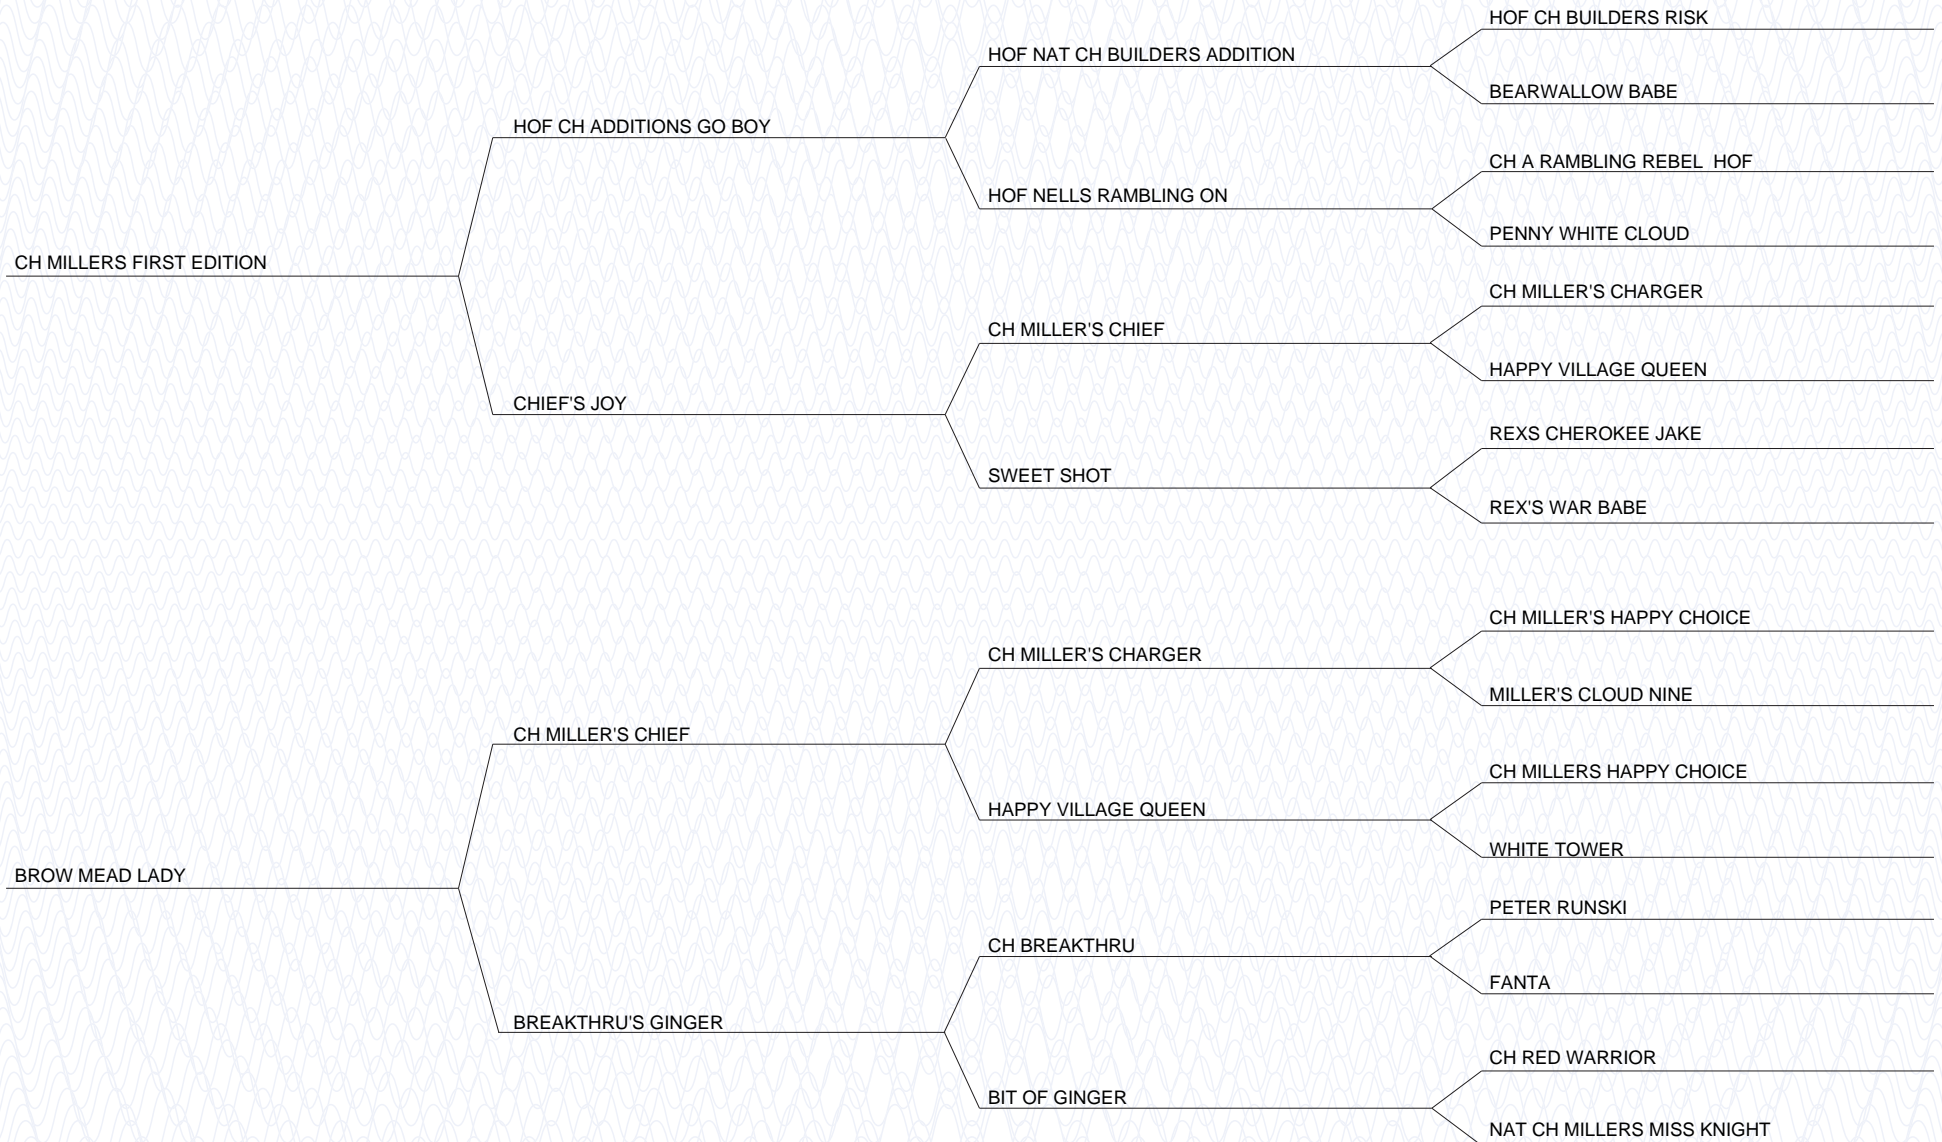 HOF CH BUILDERS RISK
HOF NAT CH BUILDERS ADDITION
BEARWALLOW BABE
HOF CH ADDITIONS GO BOY
CH A RAMBLING REBEL  HOF
HOF NELLS RAMBLING ON
PENNY WHITE CLOUD
CH MILLERS FIRST EDITION
CH MILLER'S CHARGER
CH MILLER'S CHIEF
HAPPY VILLAGE QUEEN
CHIEF'S JOY
REXS CHEROKEE JAKE
SWEET SHOT
REX'S WAR BABE
CH MILLER'S HAPPY CHOICE
CH MILLER'S CHARGER
MILLER'S CLOUD NINE
CH MILLER'S CHIEF
CH MILLERS HAPPY CHOICE
HAPPY VILLAGE QUEEN
WHITE TOWER
BROW MEAD LADY
PETER RUNSKI
CH BREAKTHRU
FANTA
BREAKTHRU'S GINGER
CH RED WARRIOR
BIT OF GINGER
NAT CH MILLERS MISS KNIGHT